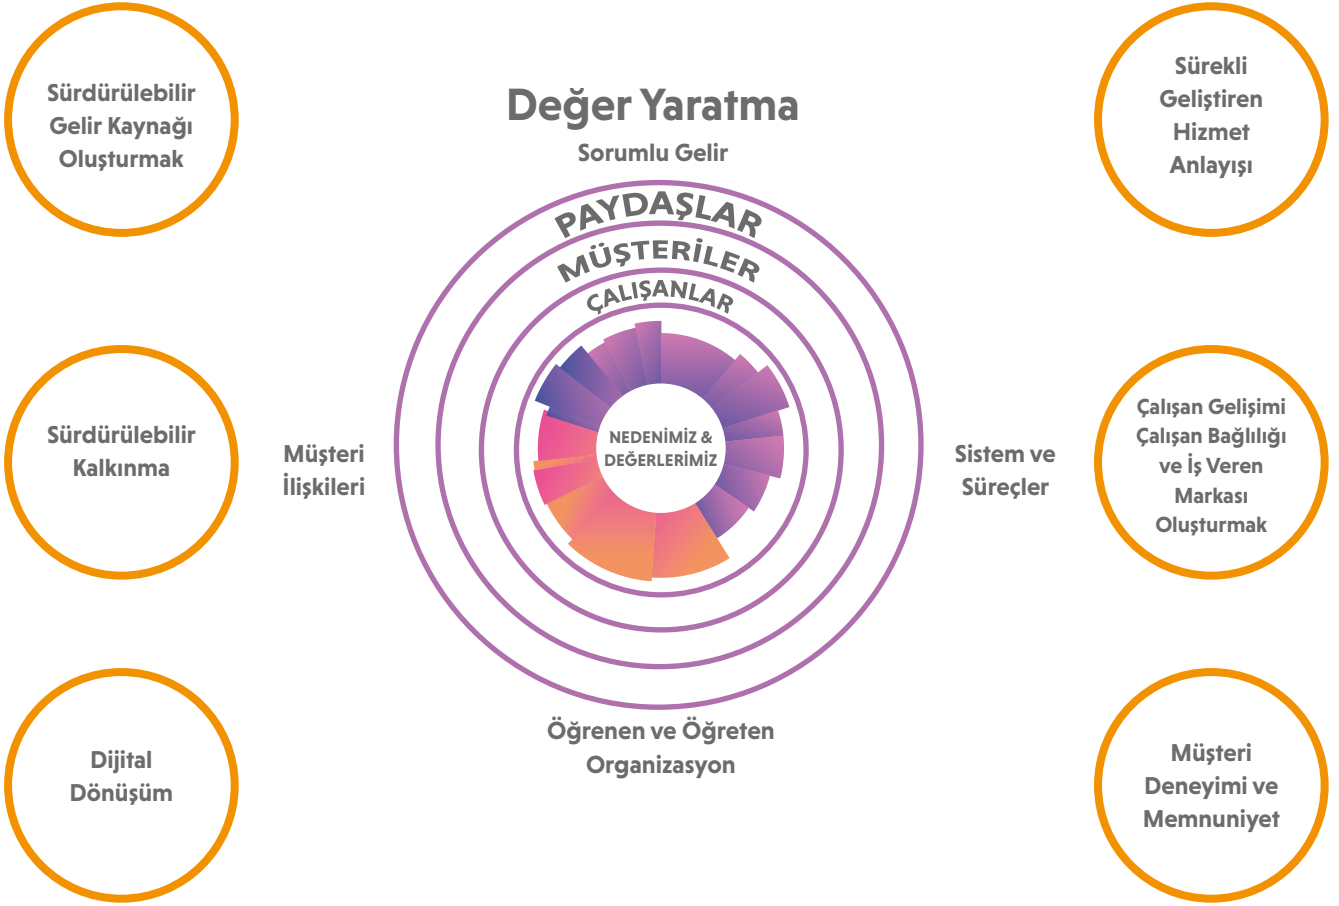 Sürdürülebilir
Gelir Kaynağı
Oluşturmak
Sürdürülebilir
Kalkınma
Dijital
Dönüşüm
Değer Yaratma
Sorumlu Gelir
PAYDAŞLAR
MÜŞTERİLER
ÇALIŞANLAR
NEDENİMİZ &
DEĞERLERİMİZ
Müşteri
İlişkileri
Sistem ve
Süreçler
Öğrenen ve Öğreten
Organizasyon
Sürekli
Geliştiren
Hizmet
Anlayışı
Çalışan Gelişimi
Çalışan Bağlılığı
ve İş Veren
Markası
Oluşturmak
Müşteri
Deneyimi ve
Memnuniyet